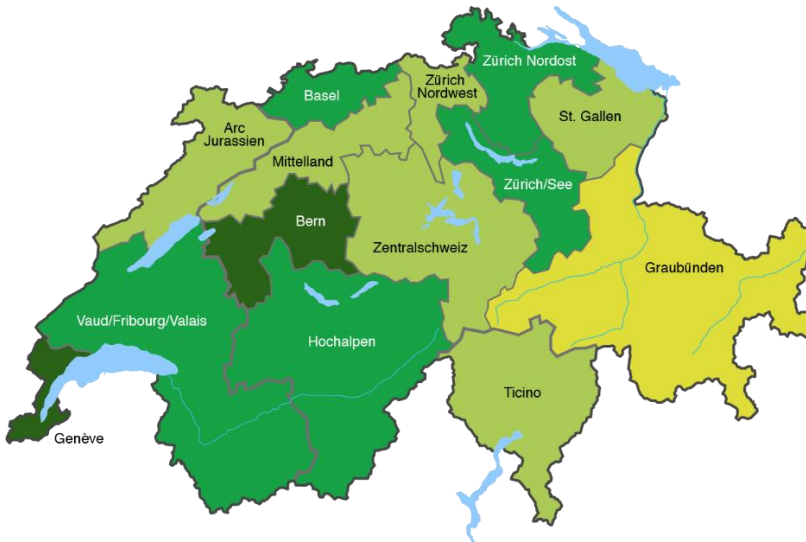 Zürich Nordost
Zürich
Nordwest
Basel
St. Gallen
Arc
Jurassien
Mittelland
Zürich/See
Bern
Zentralschweiz
Graubünden
Vaud/Fribourg/Valais
Hochalpen
Ticino
Genève